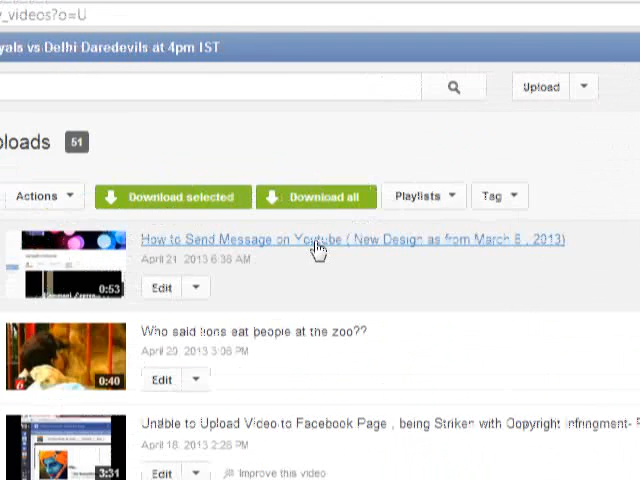 _videos?o=U
yals vs Delhi Daredevils at 4pm IST
Upload
ploads 51
Actions Download selected Download all Playlists Tag
How to Send Message on Youtube ( New Design as from March 8 , 2013)
April 21, 2013 6:38 AM
0:53
Edit
Who said lions eat people at the zoo??
April 20, 2013 3:08 PM
0:40
Edit
Unable to Upload Video to Facebook Page , being Striken with Copyright Infringment-
April 18, 2013 2:28 PM
3:31
Edit Improve this video